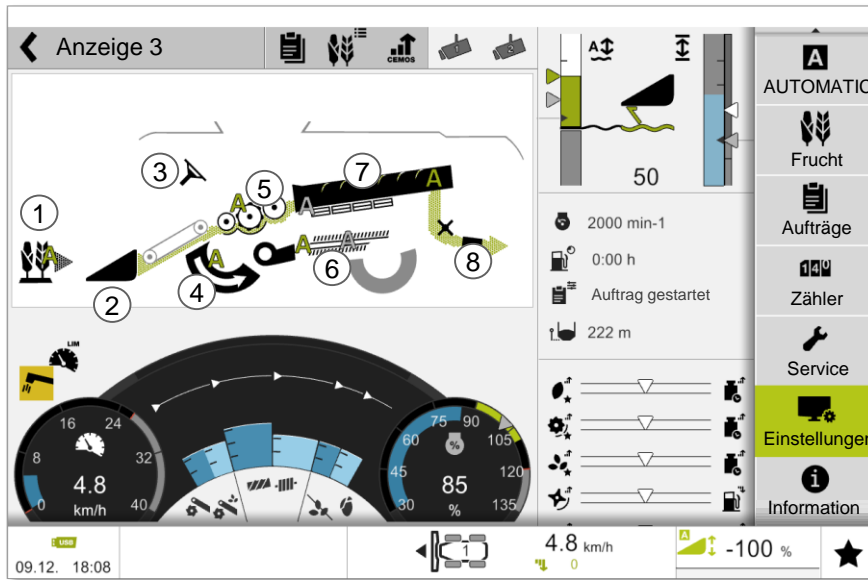 Anzeige 3
CEMOS
1
2
A
AUTOMATIC
Frucht
Aufträge
140
Zähler
Service
Einstellungen
Information
A
50
2000 min-1
0:00 h
Auftrag gestartet
222 m
1
2
3
4
5
6
7
8
A
A
A
A
A
A
A
LIM
0
8
16
24
32
40
4.8
km/h
30
45
60
75
90
105
120
135
%
85
%
USB
09.12. 18:08
1
4.8 km/h
0
A
-100 %